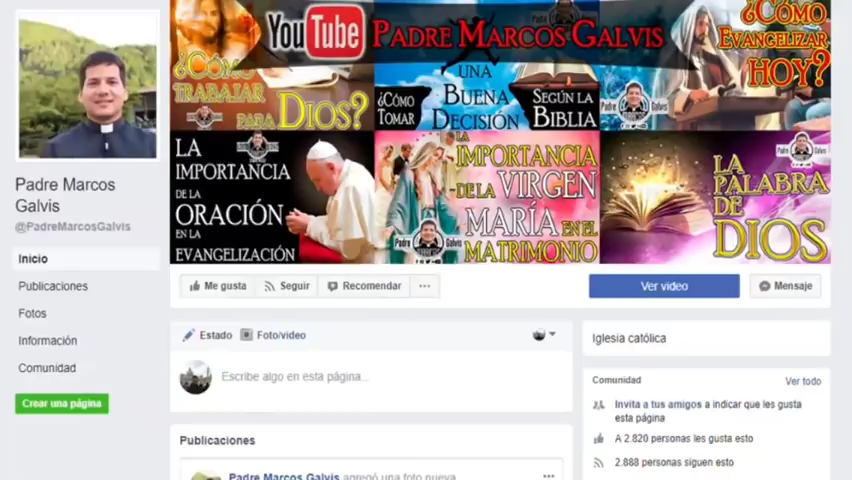 YouTube PADRE MARCOS GALVIS
¿CÓMO
TRABAJAR
PARA DIOS?
¿CÓMO
TOMAR
UNA
BUENA
DECISIÓN
SEGÚN LA
BIBLIA
¿CÓMO
EVANGELIZAR
HOY?
LA
IMPORTANCIA
DE LA
ORACIÓN
EN LA
EVANGELIZACIÓN
LA
IMPORTANCIA
DE LA VIRGEN
MARÍA EN EL
MATRIMONIO
Padre Galvis
LA
PALABRA
DE
DIOS
Padre Marcos
Galvis
@PadreMarcosGalvis
Inicio
Publicaciones
Fotos
Información
Comunidad
Crear una página
Me gusta
Seguir
Recomendar
...
Ver video
Mensaje
Estado
Foto/video
Escribe algo en esta página...
Publicaciones
Padre Marcos Galvis agregó una foto nueva
...
Iglesia católica
Comunidad
Ver todo
Invita a tus amigos a indicar que les gusta
esta página
A 2.820 personas les gusta esto
2.888 personas siguen esto